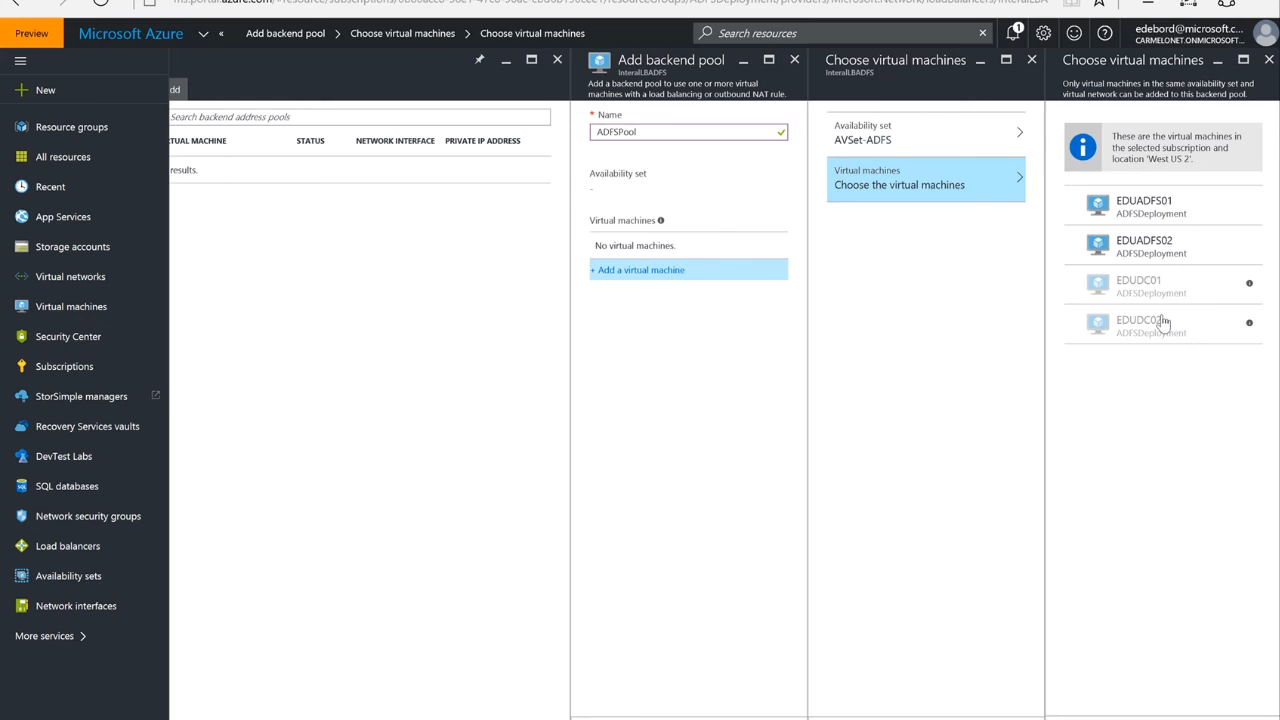 Preview
Microsoft Azure
Add backend pool
Choose virtual machines
Choose virtual machines
Search resources
edebord@microsoft.c...
CARMELONET.ONMICROSOFT...
New
Resource groups
All resources
Recent
App Services
Storage accounts
Virtual networks
Virtual machines
Security Center
Subscriptions
StorSimple managers
Recovery Services vaults
DevTest Labs
SQL databases
Network security groups
Load balancers
Availability sets
Network interfaces
More services
dd
Search backend address pools
RTUAL MACHINE
STATUS
NETWORK INTERFACE
PRIVATE IP ADDRESS
results.
Add backend pool
InteralLBADFS
Add a backend pool to use one or more virtual
machines with a load balancing or outbound NAT rule.
* Name
ADFSPool
Availability set
-
Virtual machines
No virtual machines.
+ Add a virtual machine
Choose virtual machines
InteralLBADFS
Availability set
AVSet-ADFS
Virtual machines
Choose the virtual machines
Choose virtual machines
Only virtual machines in the same availability set and
virtual network can be added to this backend pool.
These are the virtual machines in
the selected subscription and
location 'West US 2'.
EDUADFS01
ADFSDeployment
EDUADFS02
ADFSDeployment
EDUDC01
ADFSDeployment
ADFSDeployment